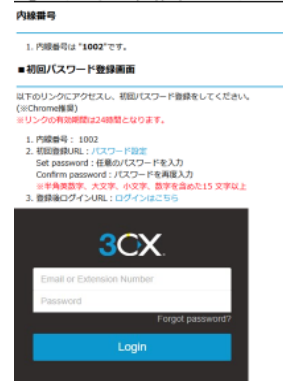 内線番号
1. 内線番号は "1002"です。
■初回パスワード登録画面
以下のリンクにアクセスし、初回パスワード登録をしてください。
(※Chrome推奨)
※リンクの有効期間は24時間となります。
1. 内線番号： 1002
2. 初回登録URL：パスワード設定
Set password：任意のパスワードを入力
Confirm password：パスワードを再度入力
※半角英数字、大文字、小文字、数字を含めた15 文字以上
3. 登録後ログインURL：ログインはこちら
3CX
Email or Extension Number
Password
Forgot password?
Login